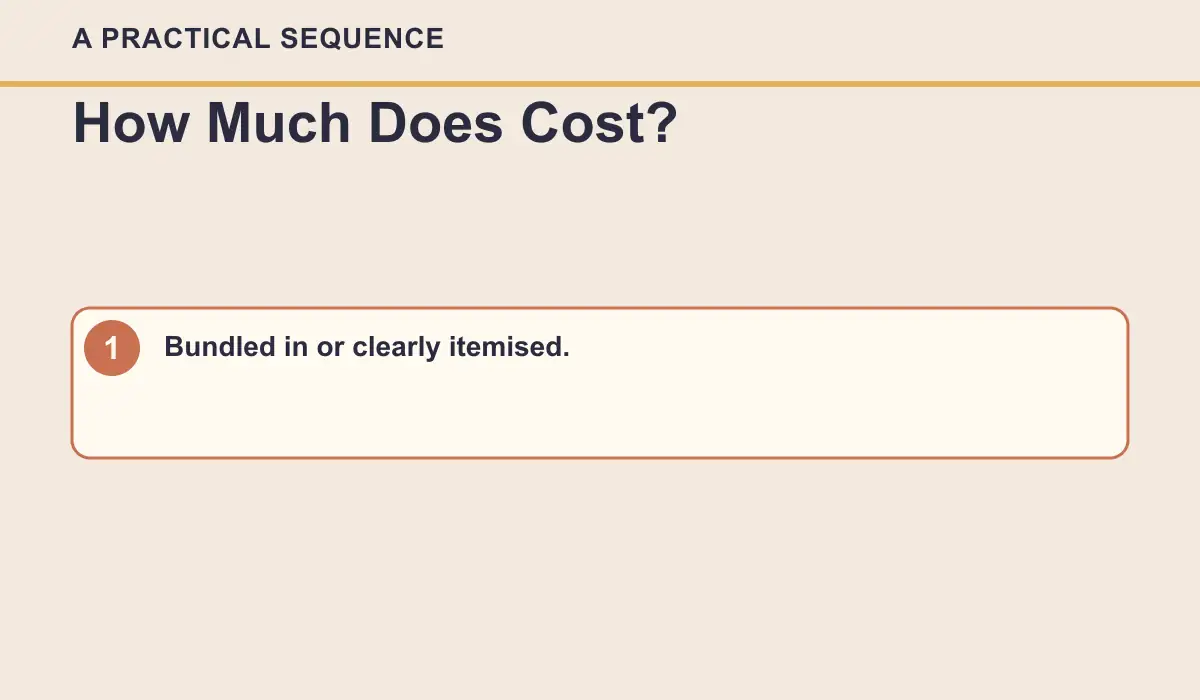 A PRACTICAL SEQUENCE
How Much Does Cost?
1 Bundled in or clearly itemised.